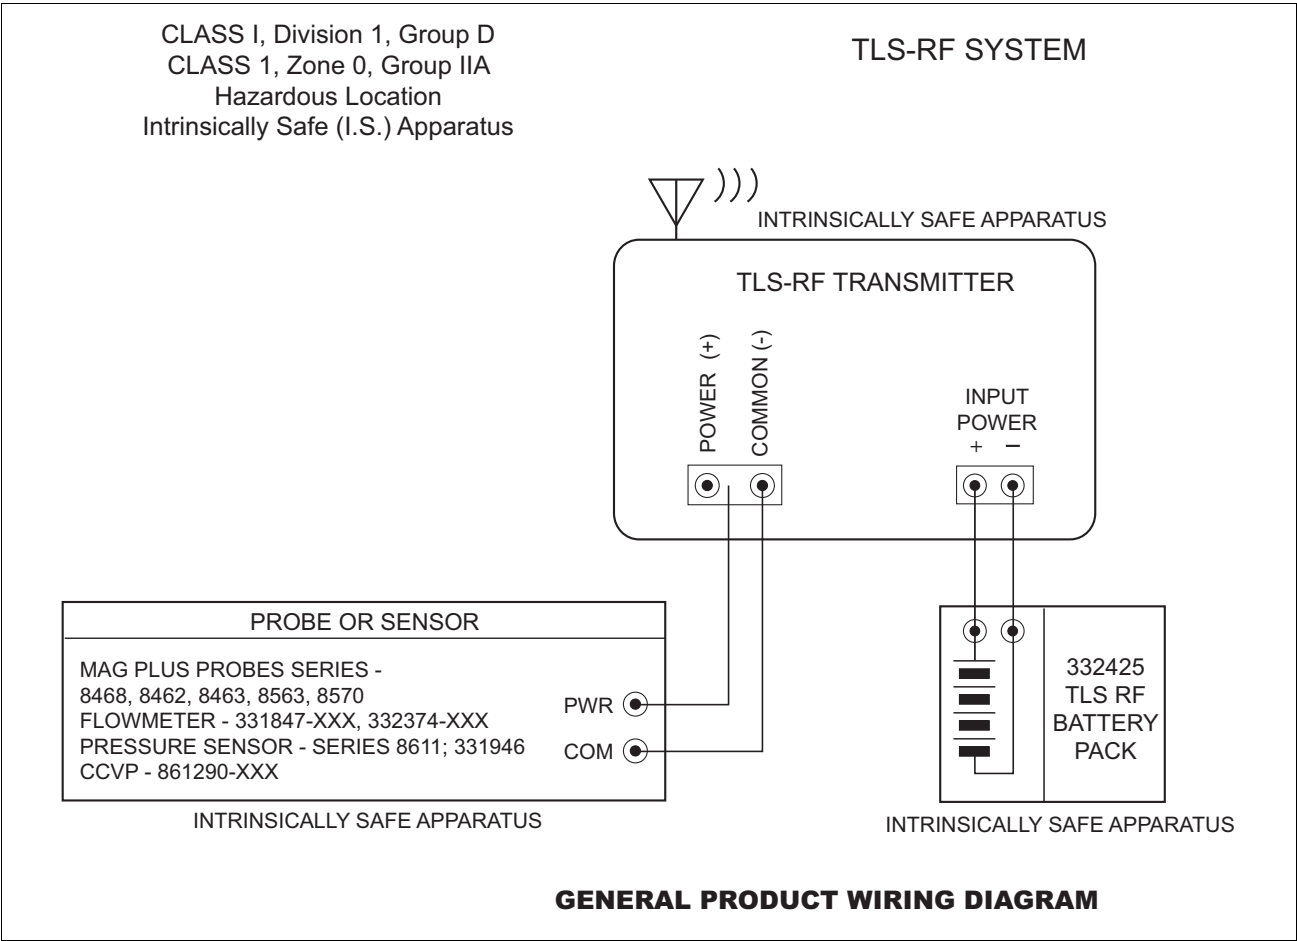 CLASS I, Division 1, Group D
CLASS 1, Zone 0, Group IIA
Hazardous Location
Intrinsically Safe (I.S.) Apparatus
TLS-RF SYSTEM
INTRINSICALLY SAFE APPARATUS
TLS-RF TRANSMITTER
POWER (+)
COMMON (-)
INPUT
POWER
+ −
PROBE OR SENSOR
MAG PLUS PROBES SERIES -
8468, 8462, 8463, 8563, 8570
FLOWMETER - 331847-XXX, 332374-XXX
PRESSURE SENSOR - SERIES 8611; 331946
CCVP - 861290-XXX
PWR
COM
INTRINSICALLY SAFE APPARATUS
332425
TLS RF
BATTERY
PACK
INTRINSICALLY SAFE APPARATUS
GENERAL PRODUCT WIRING DIAGRAM